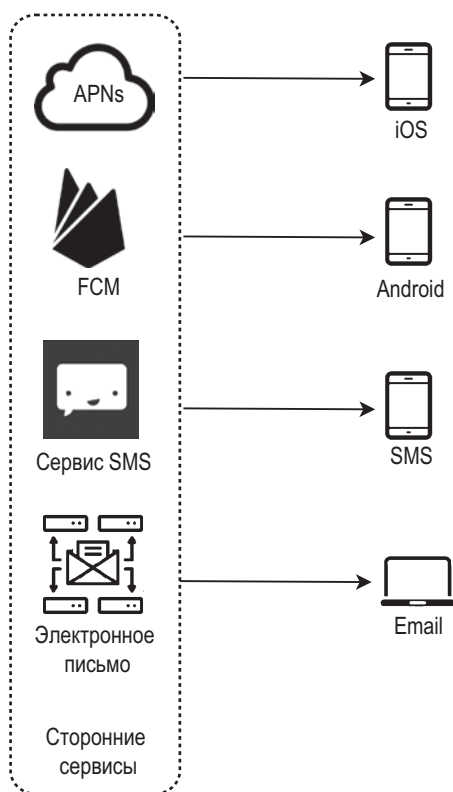 APNs
iOS
FCM
Android
Сервис SMS
SMS
Электронное
письмо
Email
Сторонние
сервисы